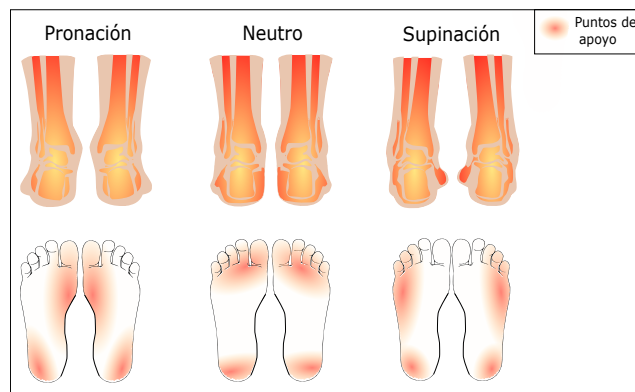 Pronación
Neutro
Supinación
Puntos de
apoyo